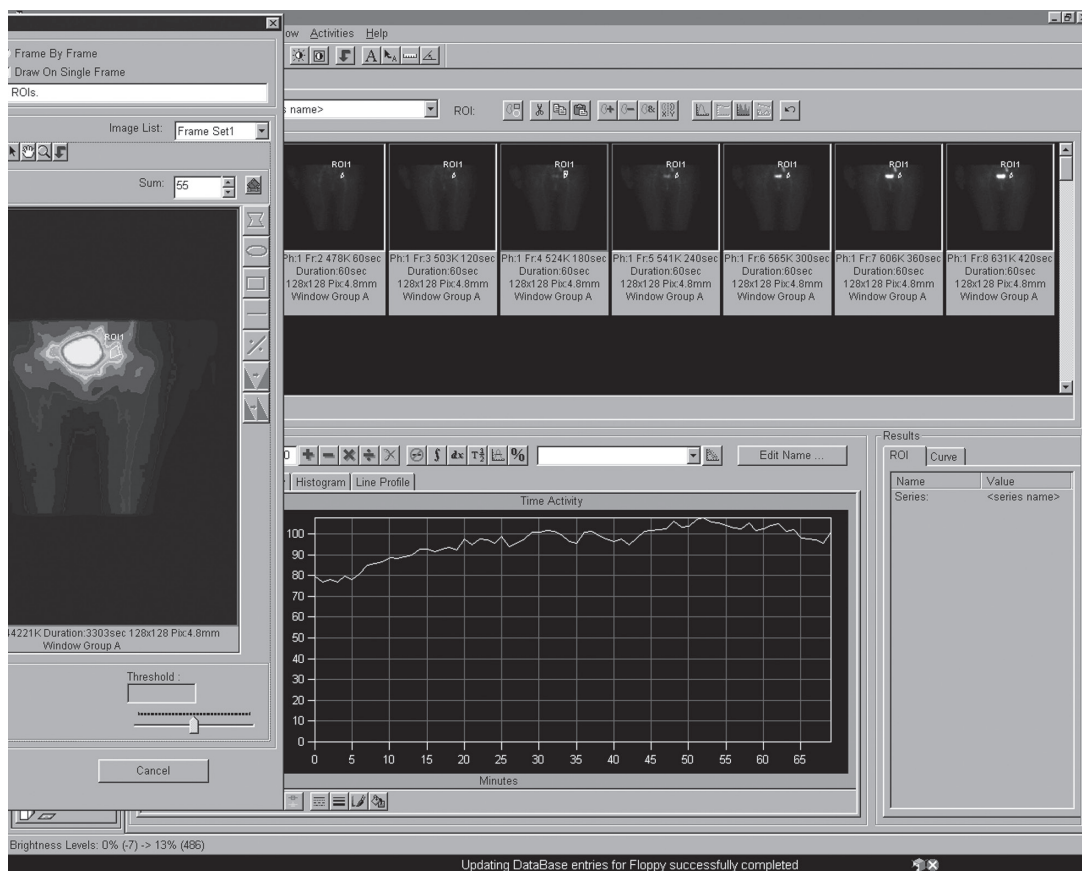 ow Activities Help
Frame By Frame
Draw On Single Frame
ROIs.
s name>
ROI:
Image List: Frame Set1
Sum: 55
ROI1
ROI1
ROI1
ROI1
ROI1
ROI1
ROI1
Ph:1 Fr:2 478K 60sec
Duration:60sec
128x128 Pix:4.8mm
Window Group A
Ph:1 Fr:3 503K 120sec
Duration:60sec
128x128 Pix:4.8mm
Window Group A
Ph:1 Fr:4 524K 180sec
Duration:60sec
128x128 Pix:4.8mm
Window Group A
Ph:1 Fr:5 541K 240sec
Duration:60sec
128x128 Pix:4.8mm
Window Group A
Ph:1 Fr:6 565K 300sec
Duration:60sec
128x128 Pix:4.8mm
Window Group A
Ph:1 Fr:7 606K 360sec
Duration:60sec
128x128 Pix:4.8mm
Window Group A
Ph:1 Fr:8 631K 420sec
Duration:60sec
128x128 Pix:4.8mm
Window Group A
ROI1
4221K Duration:3303sec 128x128 Pix:4.8mm
Window Group A
Threshold :
Cancel
Edit Name ...
Histogram
Line Profile
Time Activity
100
90
80
70
60
50
40
30
20
10
0
0 5 10 15 20 25 30 35 40 45 50 55 60 65
Minutes
Results
ROI Curve
Name Value
Series: <series name>
Brightness Levels: 0% (-7) -> 13% (486)
Updating DataBase entries for Floppy successfully completed